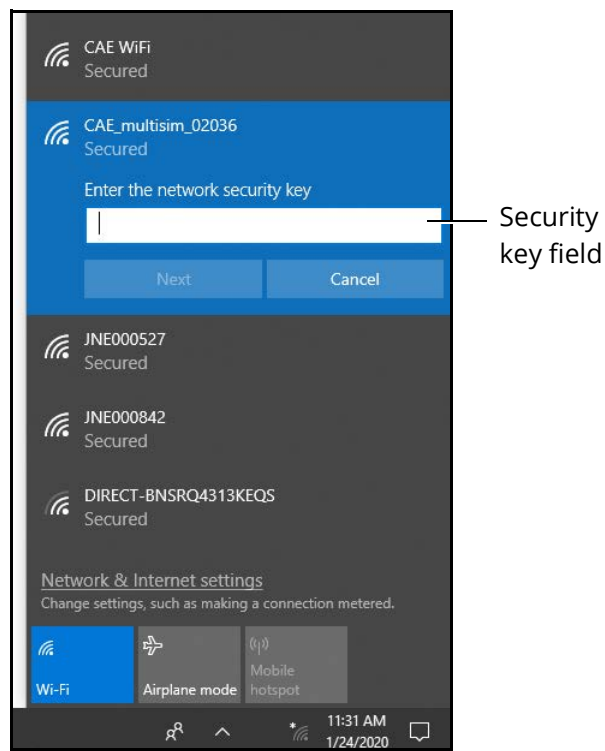 CAE WiFi
Secured
CAE_multisim_02036
Secured
Enter the network security key
Next
Cancel
Security
key field
JNE000527
Secured
JNE000842
Secured
DIRECT-BNSRQ4313KEQS
Secured
Network & Internet settings
Change settings, such as making a connection metered.
Wi-Fi
Airplane mode
Mobile
hotspot
11:31 AM
1/24/2020